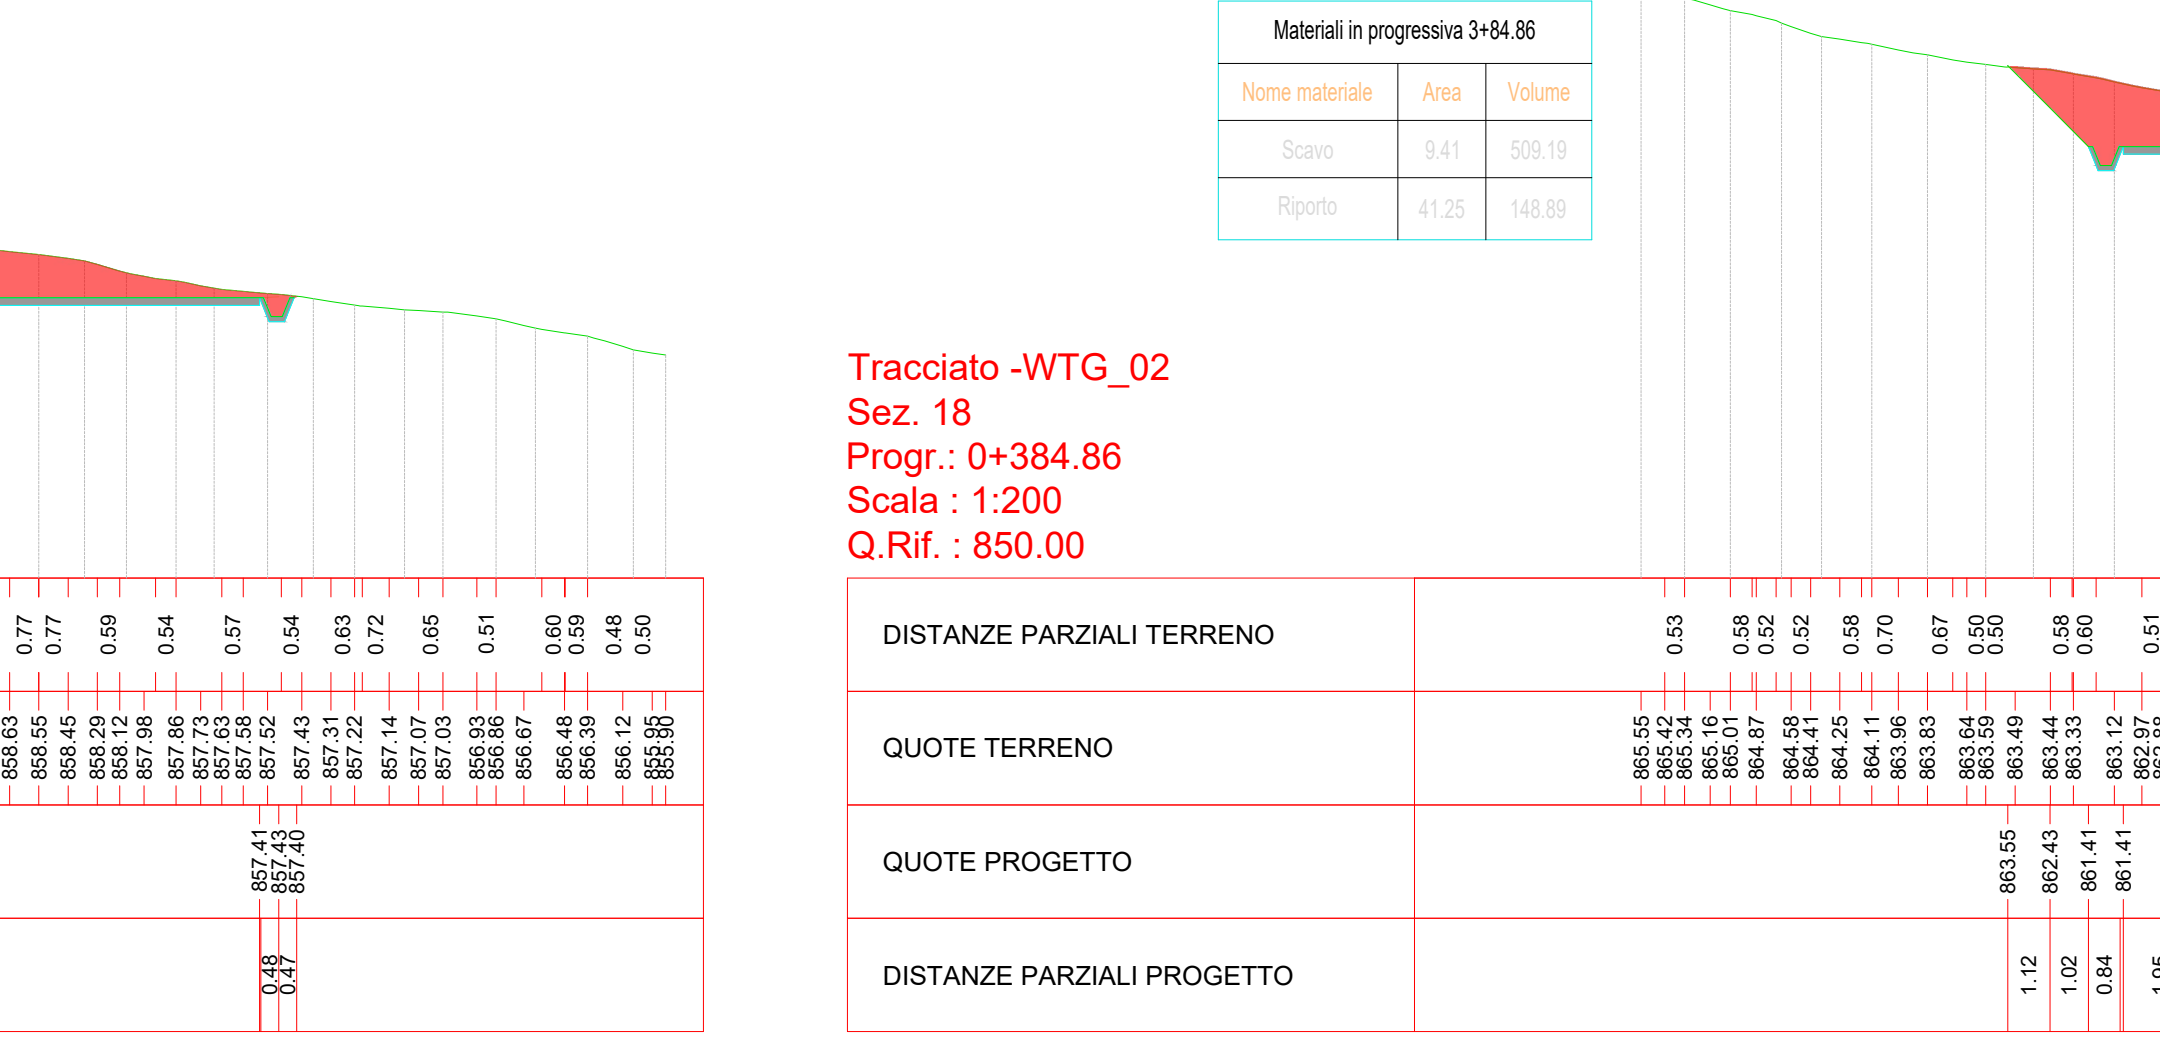 Materiali in progressiva 3+84.86
Nome materiale Area Volume
Scavo 9.41 509.19
Riporto 41.25 148.89
0.77 0.77 0.59 0.54 0.57 0.54 0.63 0.72 0.65 0.51 0.60 0.59 0.48 0.50
858.63 858.55 858.45 858.29 858.12 857.98 857.86 857.73 857.63 857.58 857.52 857.43 857.31 857.22 857.14 857.07 857.03 856.93 856.86 856.67 856.48 856.39 856.12 855.95 855.90
857.41 857.43 857.40
0.48 0.47
Tracciato -WTG_02
Sez. 18
Progr.: 0+384.86
Scala : 1:200
Q.Rif. : 850.00
DISTANZE PARZIALI TERRENO 0.53 0.58 0.52 0.52 0.58 0.70 0.67 0.50 0.50 0.58 0.60 0.51
QUOTE TERRENO 865.55 865.42 865.34 865.16 865.01 864.87 864.58 864.41 864.25 864.11 863.96 863.83 863.64 863.59 863.49 863.44 863.33 863.12 862.97
QUOTE PROGETTO 863.55 862.43 861.41 861.41
DISTANZE PARZIALI PROGETTO 1.12 1.02 0.84